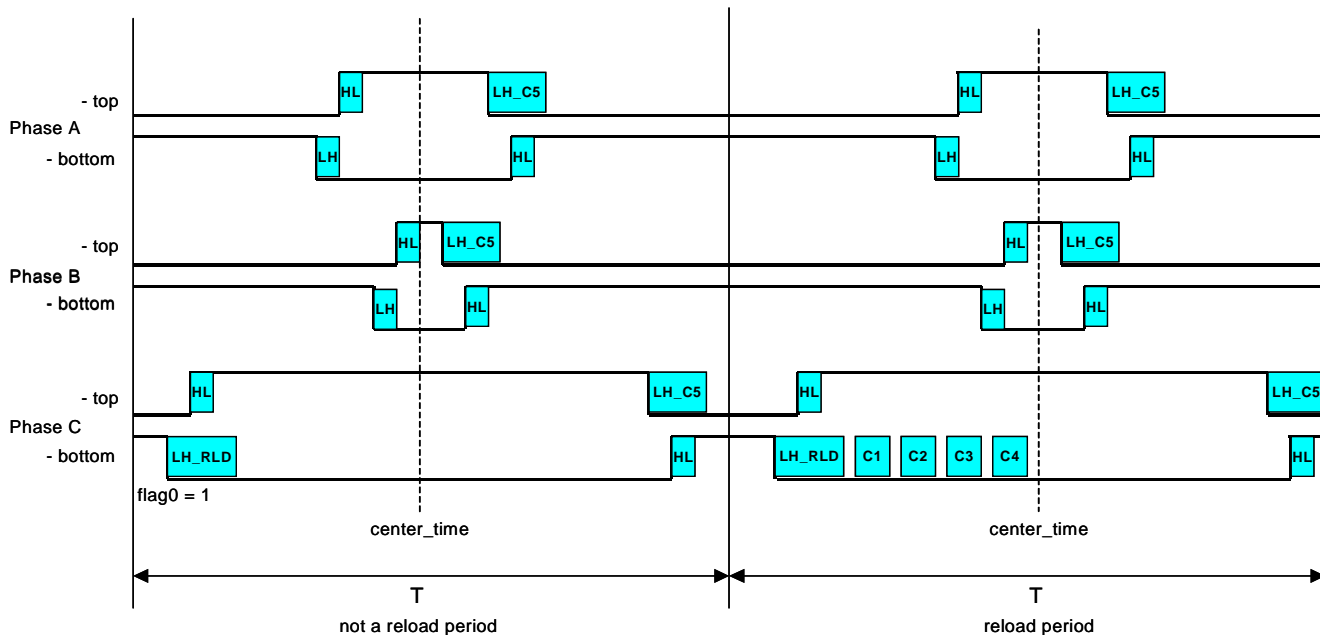 HL LH_C5 HL LH_C5
- top
Phase A
- bottom
LH HL LH HL
HL LH_C5 HL LH_C5
- top
Phase B
- bottom
LH HL LH HL
HL LH_C5 HL LH_C5
- top
Phase C
- bottom
LH_RLD HL LH_RLD C1 C2 C3 C4 HL
flag0 = 1
center_time center_time
T T
not a reload period reload period